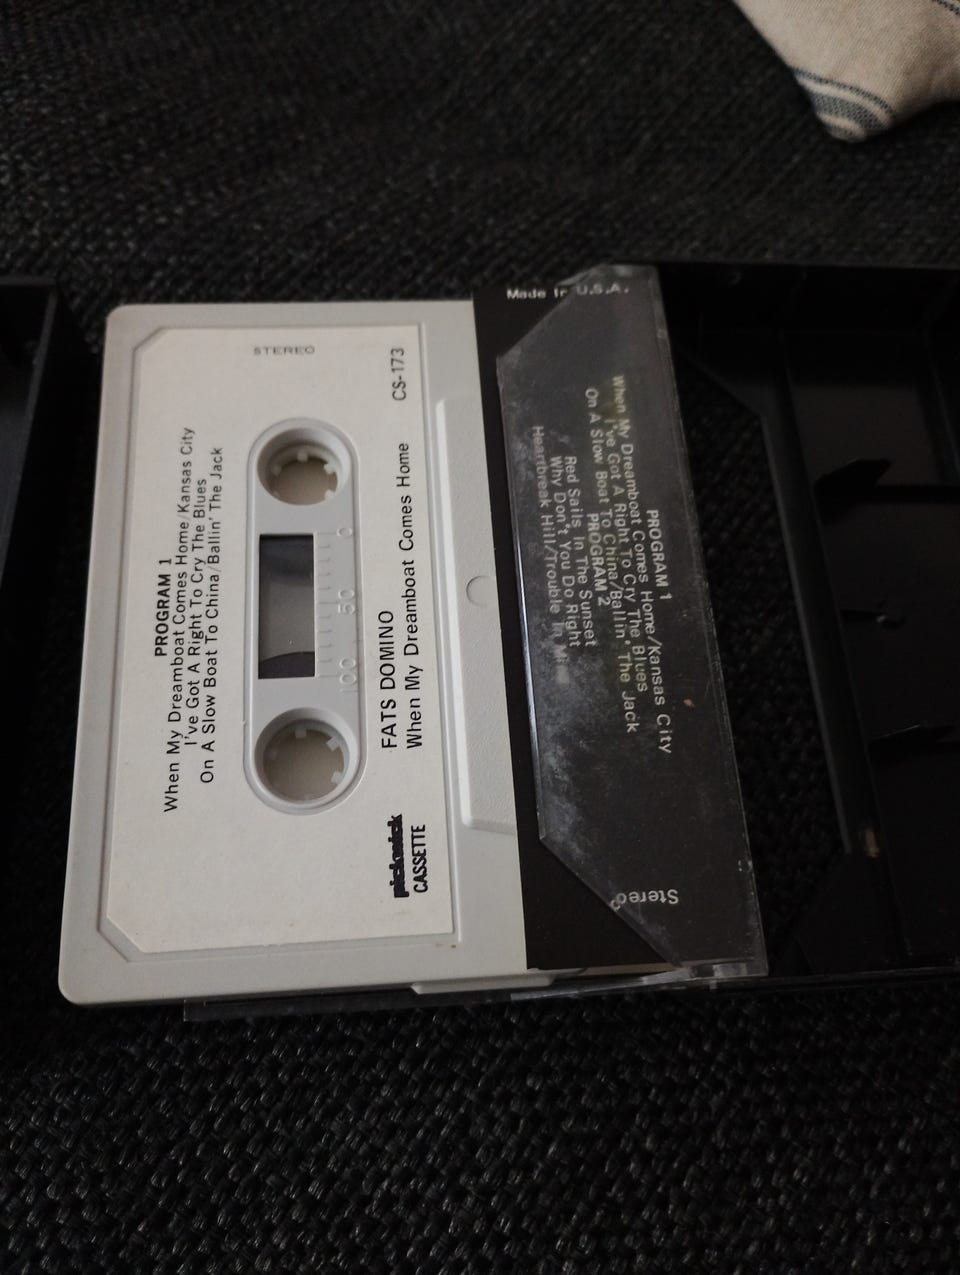 STEREO
PROGRAM 1
When My Dreamboat Comes Home/Kansas City
I've Got A Right To Cry The Blues
On A Slow Boat To China/Ballin' The Jack
0
50
100
FATS DOMINO
When My Dreamboat Comes Home
CS-173
pickwick
CASSETTE
Made In U.S.A.
PROGRAM 1
When My Dreamboat Comes Home/Kansas City
I've Got A Right To Cry The Blues
On A Slow Boat To China/Ballin' The Jack
PROGRAM 2
Red Sails In The Sunset
Why Don't You Do Right
Heartbreak Hill/Trouble In
Stereo